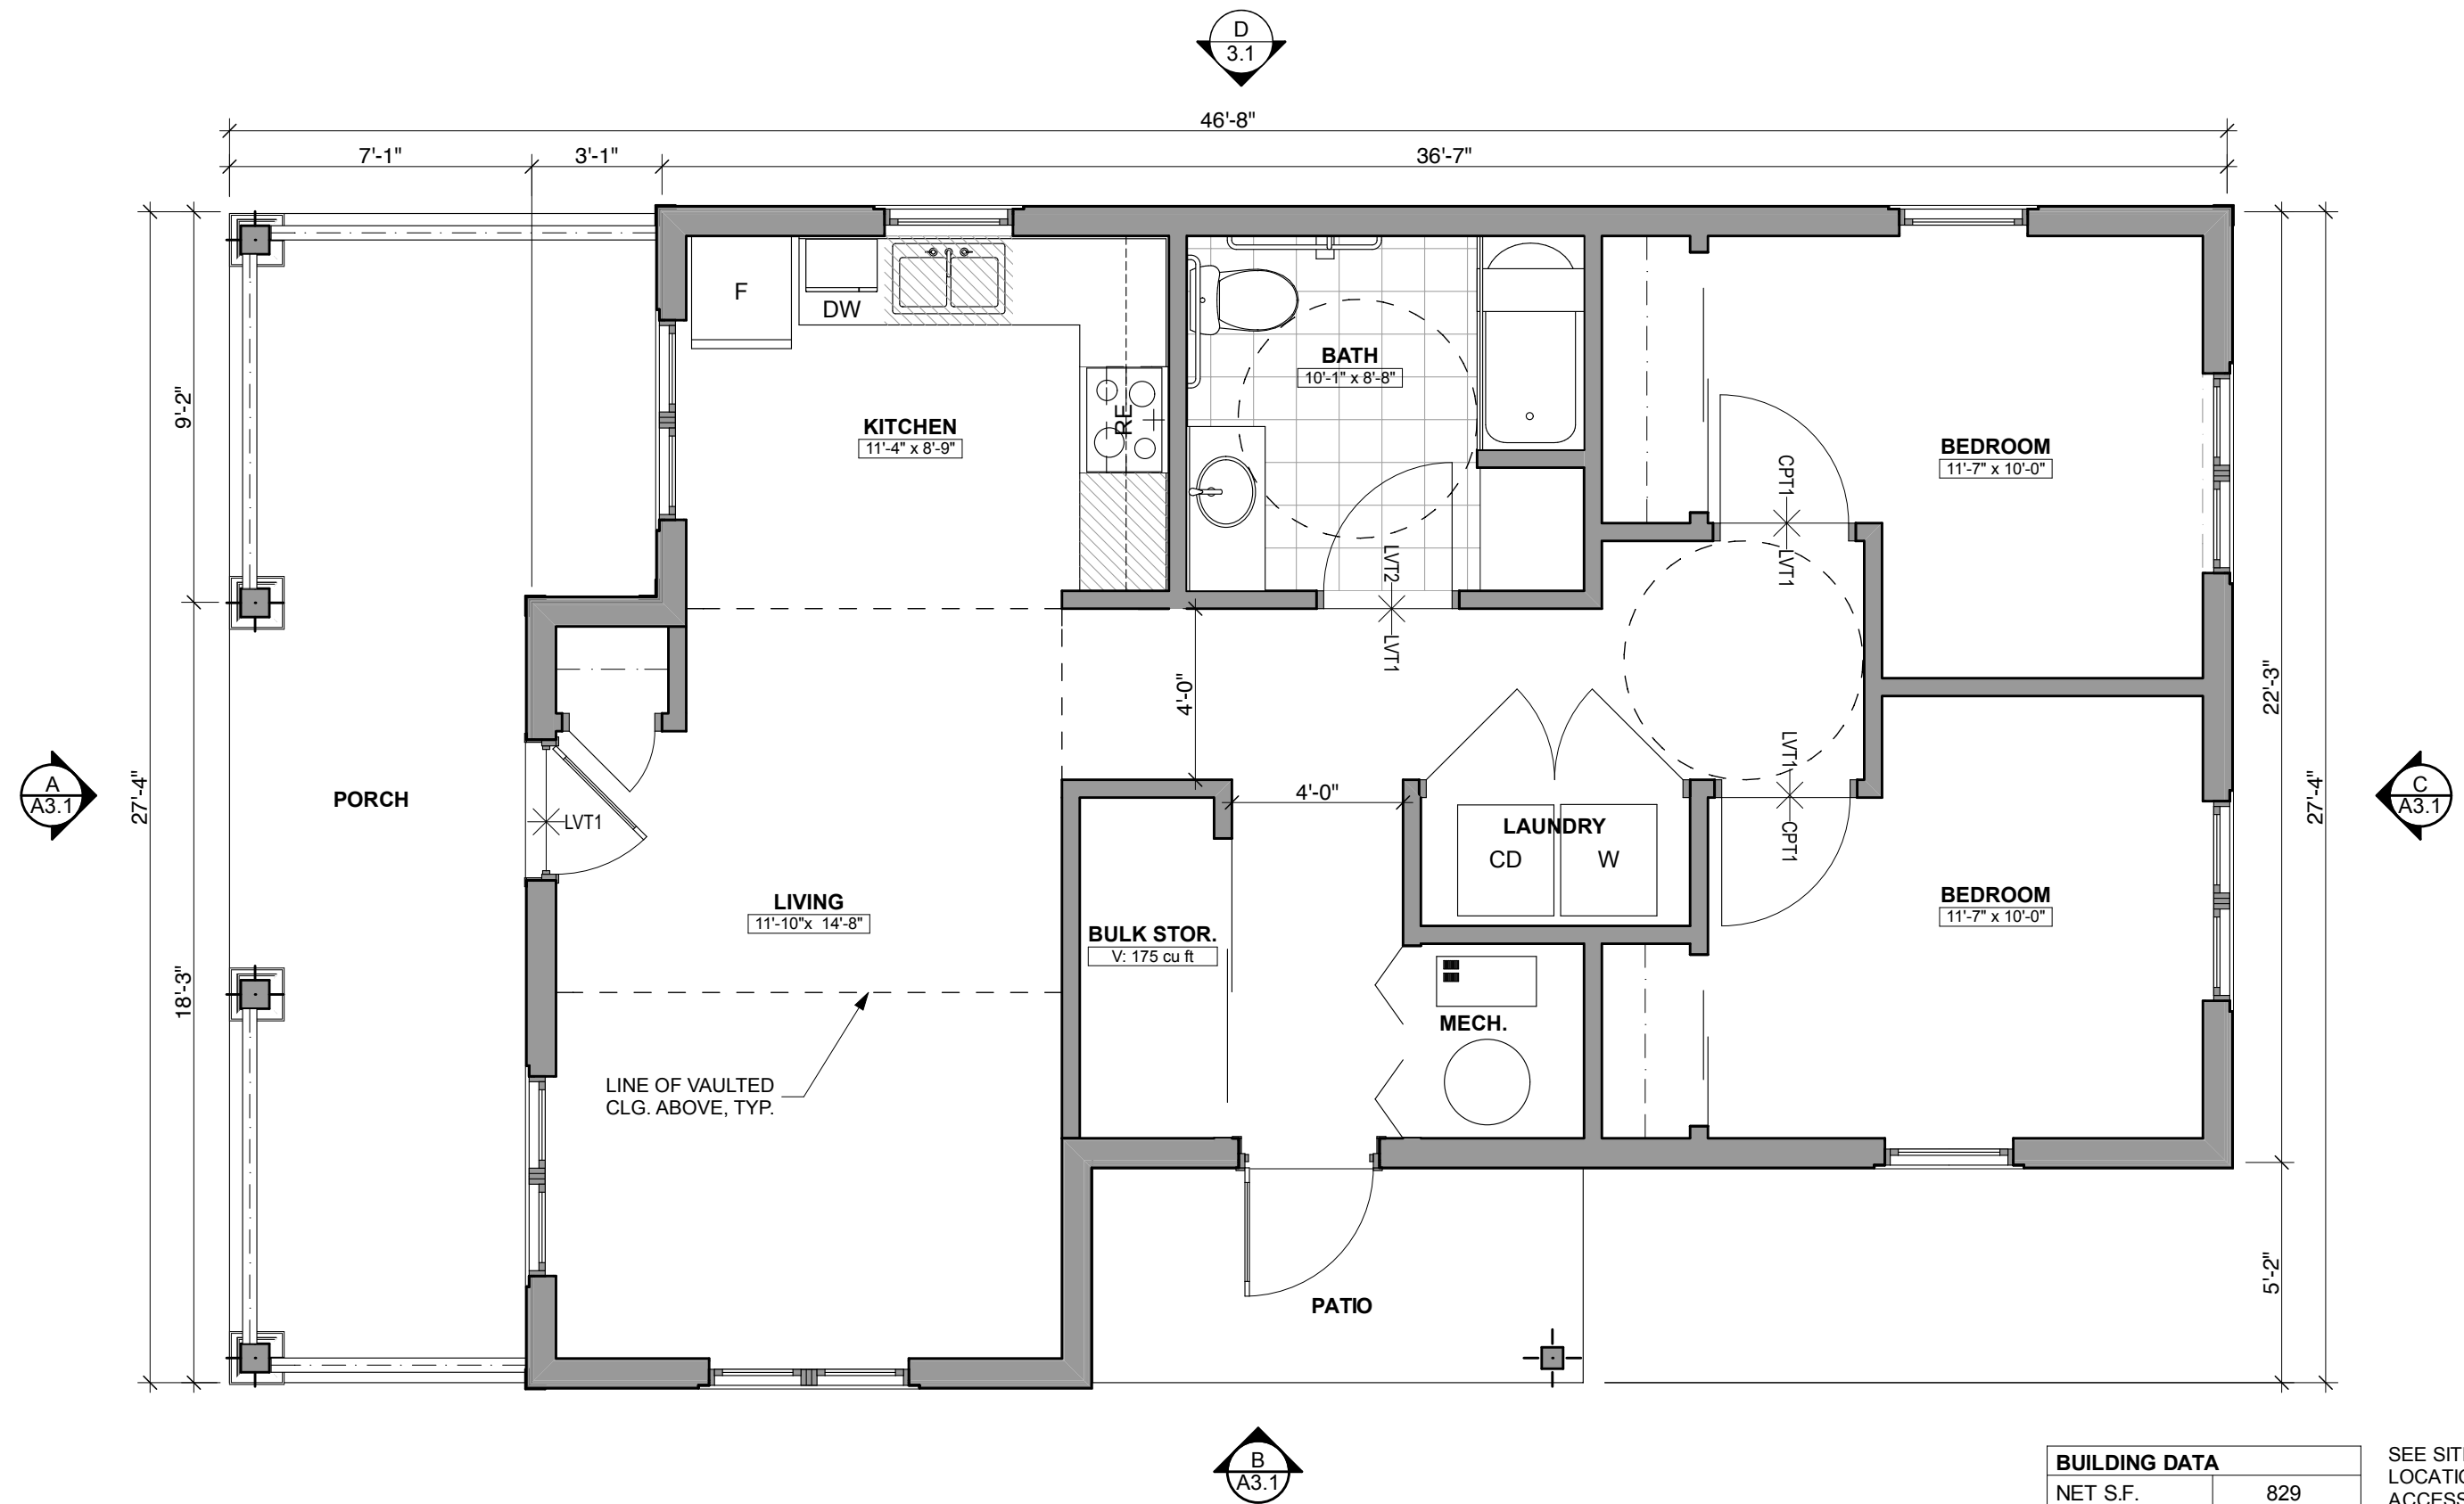 D
3.1
46'-8"
7'-1"
3'-1"
36'-7"
F
DW
BATH
10'-1" x 8'-8"
9'-2"
RE
KITCHEN
11'-4" x 8'-9"
BEDROOM
11'-7" x 10'-0"
CPT1
LVT1
LVT2
LVT1
22'-3"
4'-0"
A
A3.1
27'-4"
PORCH
LVT1
4'-0"
LAUNDRY
CD
W
LVT1
CPT1
27'-4"
C
A3.1
LIVING
11'-10"x 14'-8"
BEDROOM
11'-7" x 10'-0"
BULK STOR.
V: 175 cu ft
18'-3"
MECH.
LINE OF VAULTED
CLG. ABOVE, TYP.
5'-2"
PATIO
B
A3.1
BUILDING DATA
NET S.F. 829
SEE